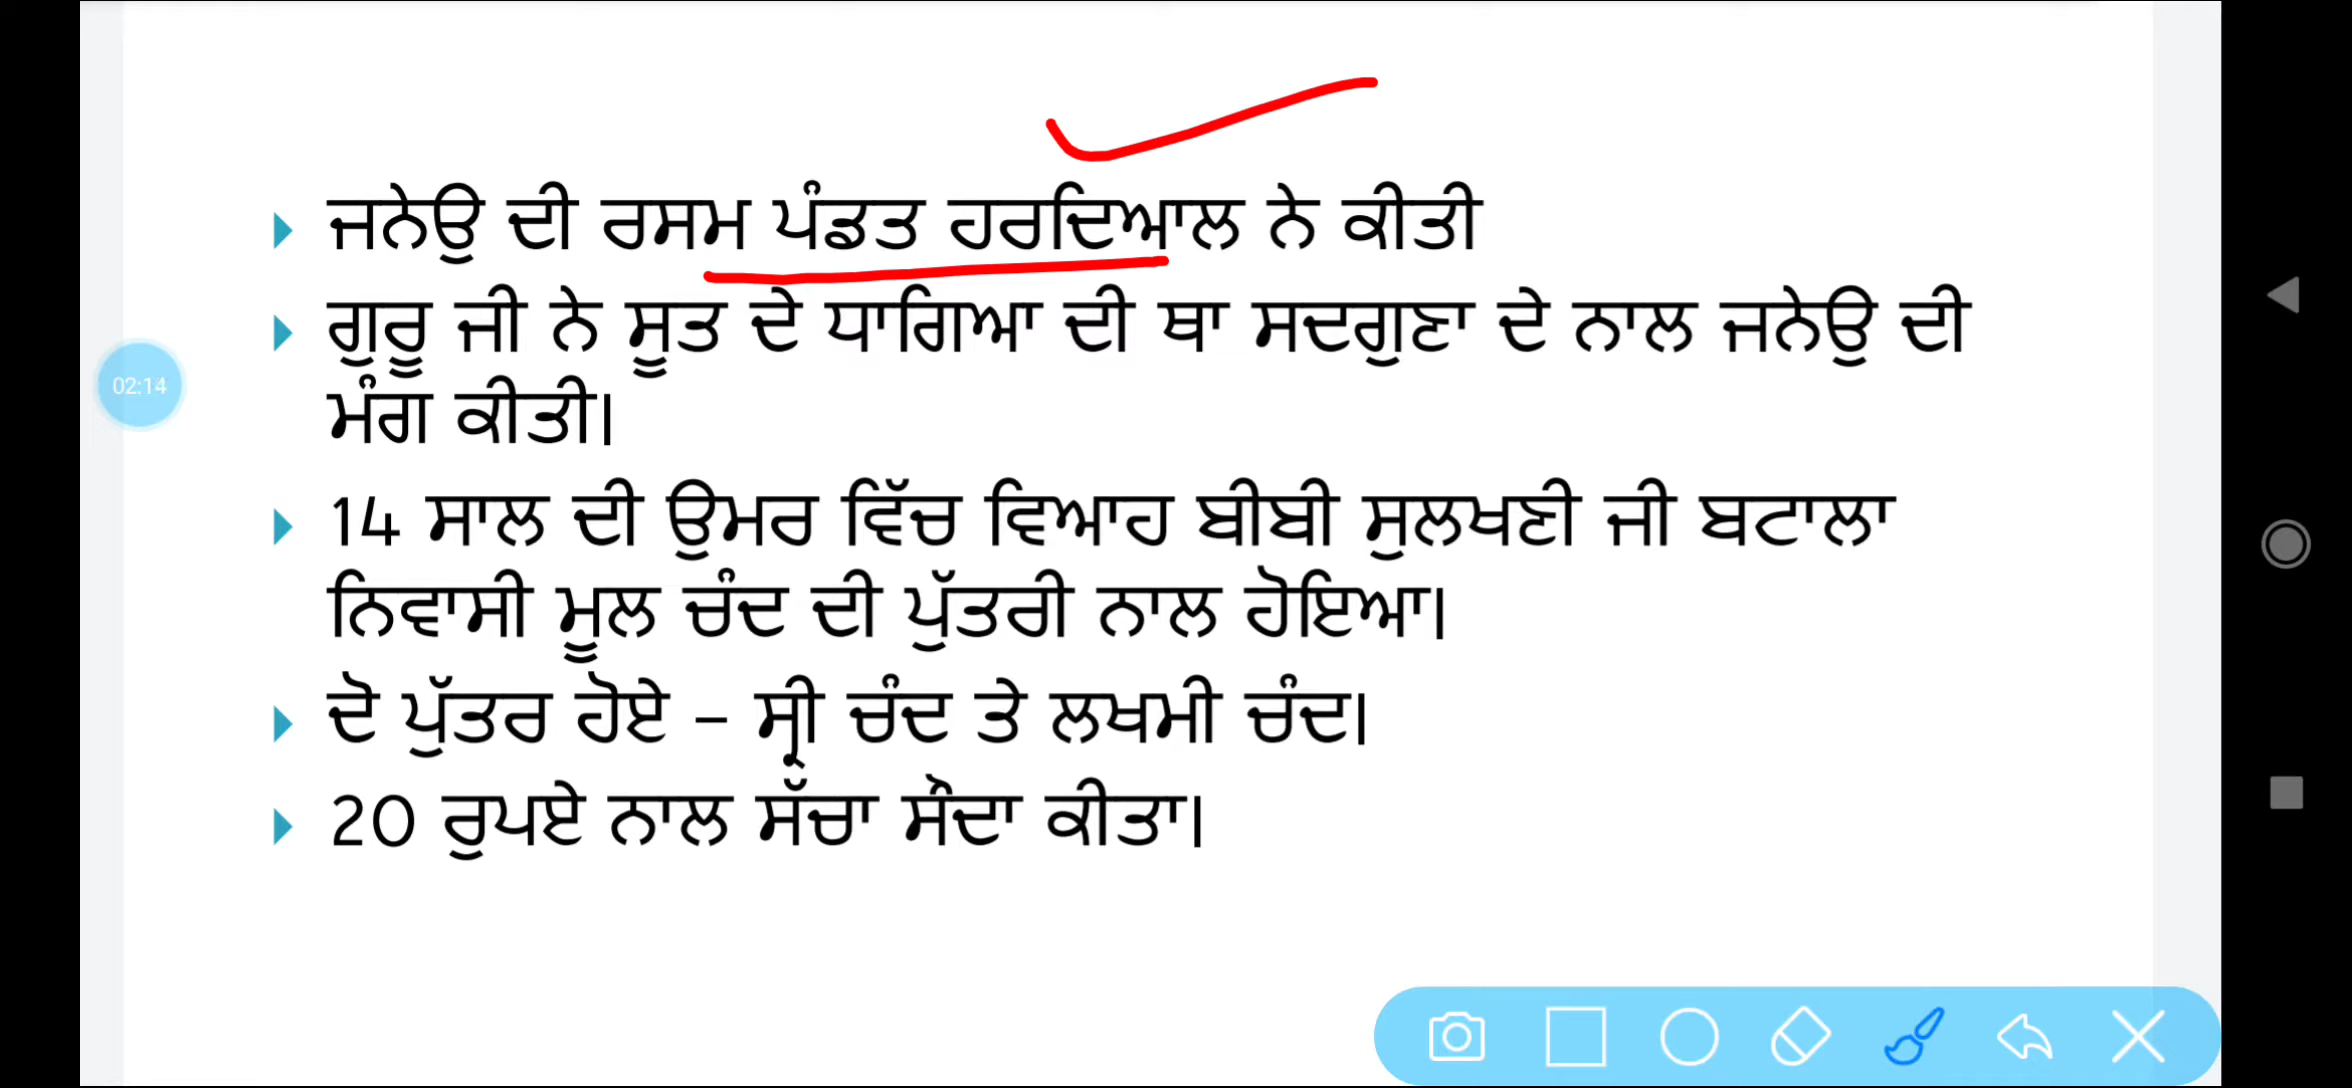 ਜਨੇਉ ਦੀ ਰਸਮ ਪੰਡਤ ਹਰਦਿਆਲ ਨੇ ਕੀਤੀ
ਗੁਰੂ ਜੀ ਨੇ ਸੂਤ ਦੇ ਧਾਗਿਆ ਦੀ ਥਾ ਸਦਗੁਣਾ ਦੇ ਨਾਲ ਜਨੇਉ ਦੀ
02:14
ਮੰਗ ਕੀਤੀ।
14 ਸਾਲ ਦੀ ਉਮਰ ਵਿੱਚ ਵਿਆਹ ਬੀਬੀ ਸੁਲਖਣੀ ਜੀ ਬਟਾਲਾ
ਨਿਵਾਸੀ ਮੂਲ ਚੰਦ ਦੀ ਪੁੱਤਰੀ ਨਾਲ ਹੋਇਆ।
ਦੋ ਪੁੱਤਰ ਹੋਏ – ਸ੍ਰੀ ਚੰਦ ਤੇ ਲਖਮੀ ਚੰਦ।
20 ਰੁਪਏ ਨਾਲ ਸੱਚਾ ਸੌਦਾ ਕੀਤਾ।